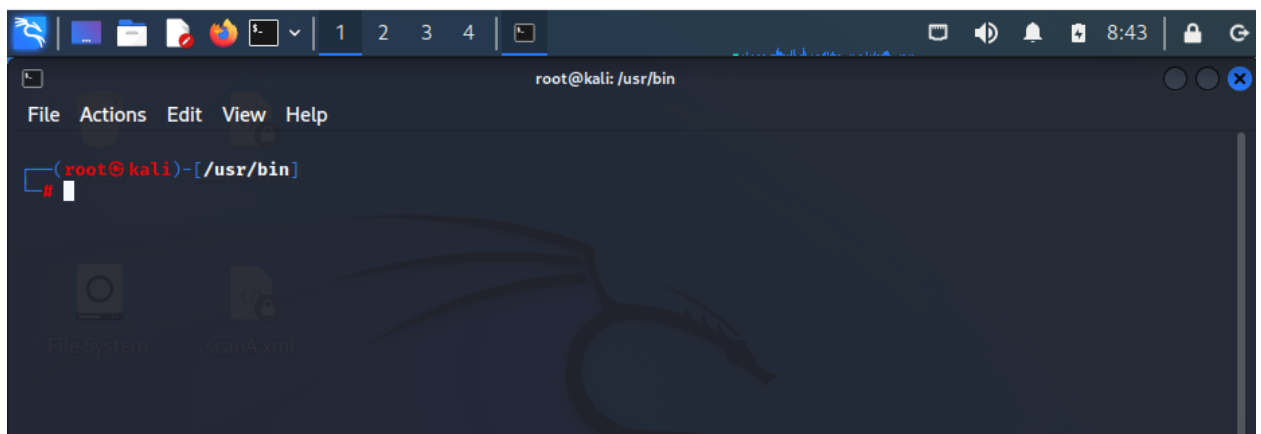 1 2 3 4 8:43
root@kali: /usr/bin
File Actions Edit View Help
┌──(root㉿kali)-[/usr/bin]
└─#
File System scanA.xml